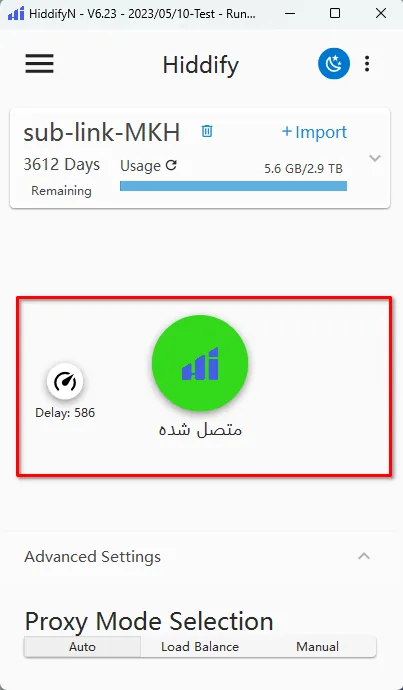 HiddifyN - V6.23 - 2023/05/10-Test - Run...
Hiddify
sub-link-MKH
+Import
3612 Days
Usage
5.6 GB/2.9 TB
Remaining
متصل شده
Delay: 586
Advanced Settings
Proxy Mode Selection
Auto
Load Balance
Manual